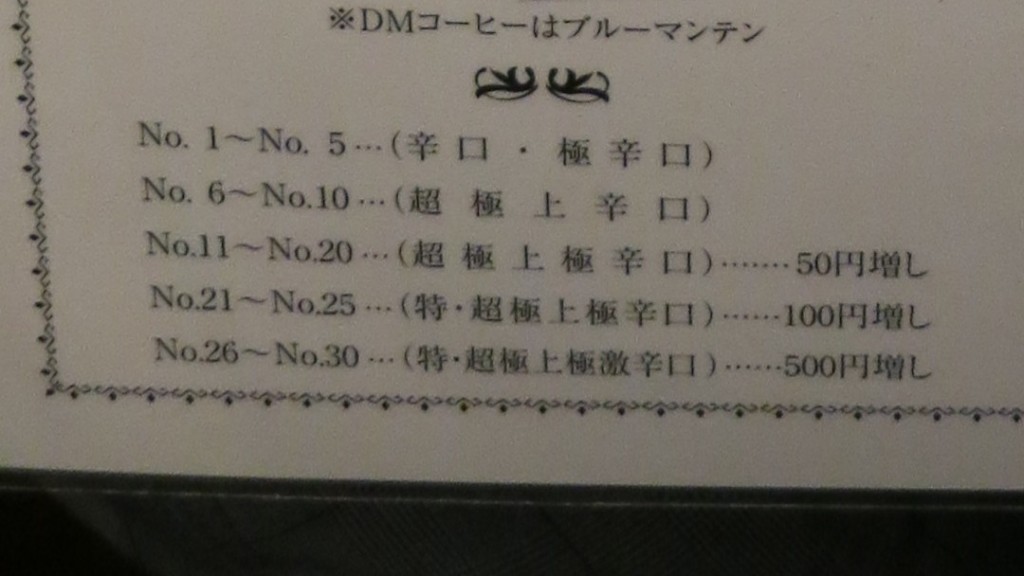 ※DMコーヒーはブルーマンテン
No. 1〜No. 5…(辛口・極辛口)
No. 6〜No.10…(超極上辛口)
No.11〜No.20…(超極上極辛口)……‥50円増し
No.21〜No.25…(特・超極上極辛口)……100円増し
No.26〜No.30…(特・超極上極激辛口)……500円増し